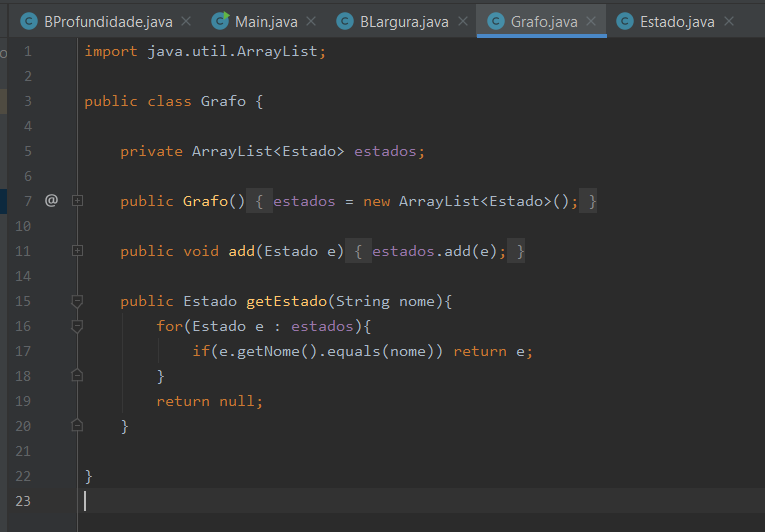 BProfundidade.java Main.java BLargura.java Grafo.java Estado.java
1 import java.util.ArrayList;
2
3 public class Grafo {
4
5 private ArrayList<Estado> estados;
6
7 @ public Grafo() { estados = new ArrayList<Estado>(); }
10
11 public void add(Estado e) { estados.add(e); }
14
15 public Estado getEstado(String nome){
16 for(Estado e : estados){
17 if(e.getNome().equals(nome)) return e;
18 }
19 return null;
20 }
21
22 }
23